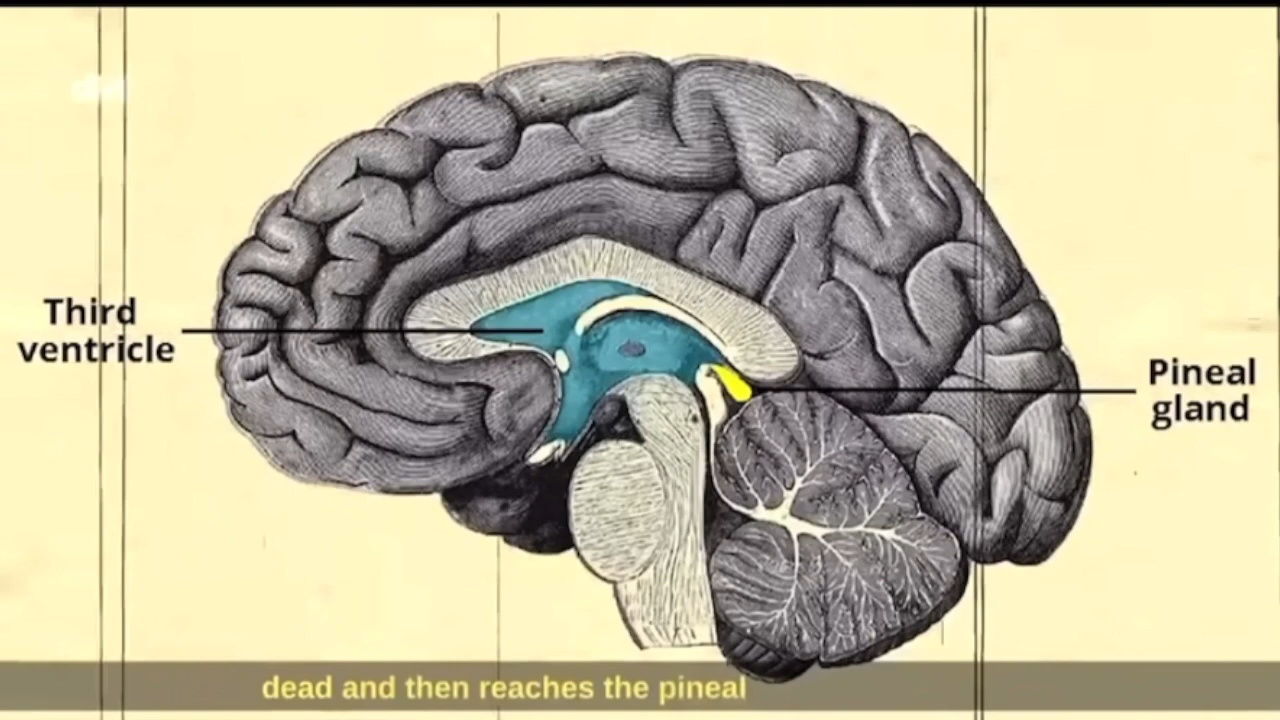 Third
ventricle
Pineal
gland
dead and then reaches the pineal